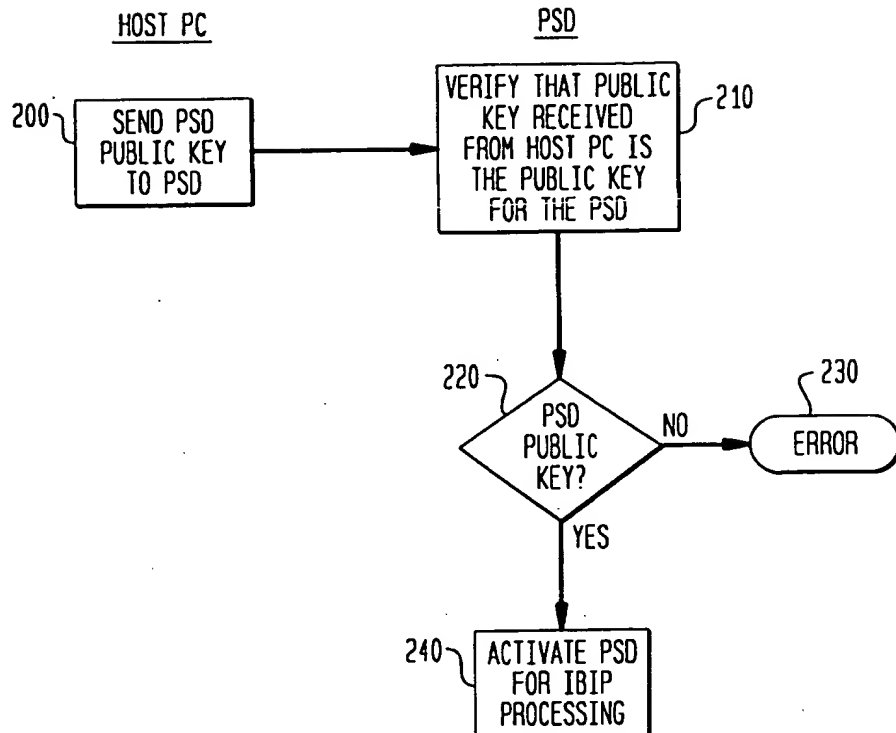 HOST PC
PSD
200
SEND PSD
PUBLIC KEY
TO PSD
VERIFY THAT PUBLIC
KEY RECEIVED
FROM HOST PC IS
THE PUBLIC KEY
FOR THE PSD
210
220
PSD
PUBLIC
KEY?
NO
230
ERROR
YES
240
ACTIVATE PSD
FOR IBIP
PROCESSING